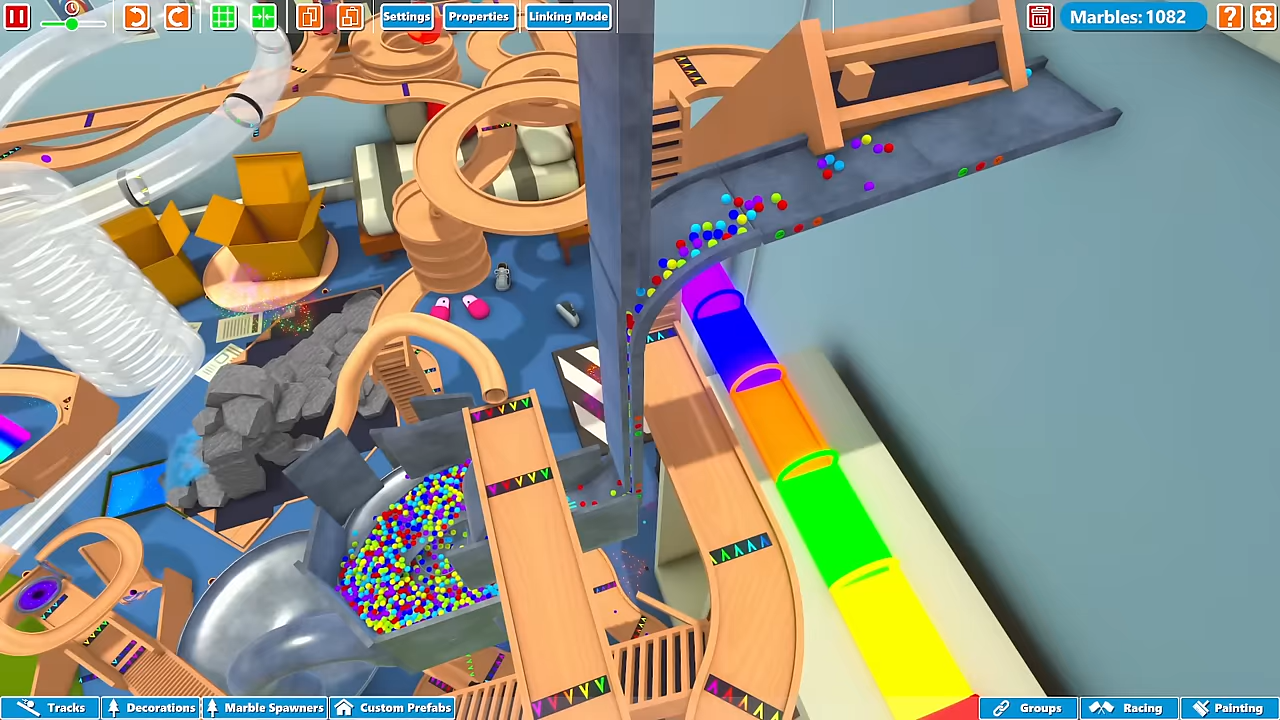 Settings
Properties
Linking Mode
Marbles: 1082
?
Tracks
Decorations
Marble Spawners
Custom Prefabs
Groups
Racing
Painting